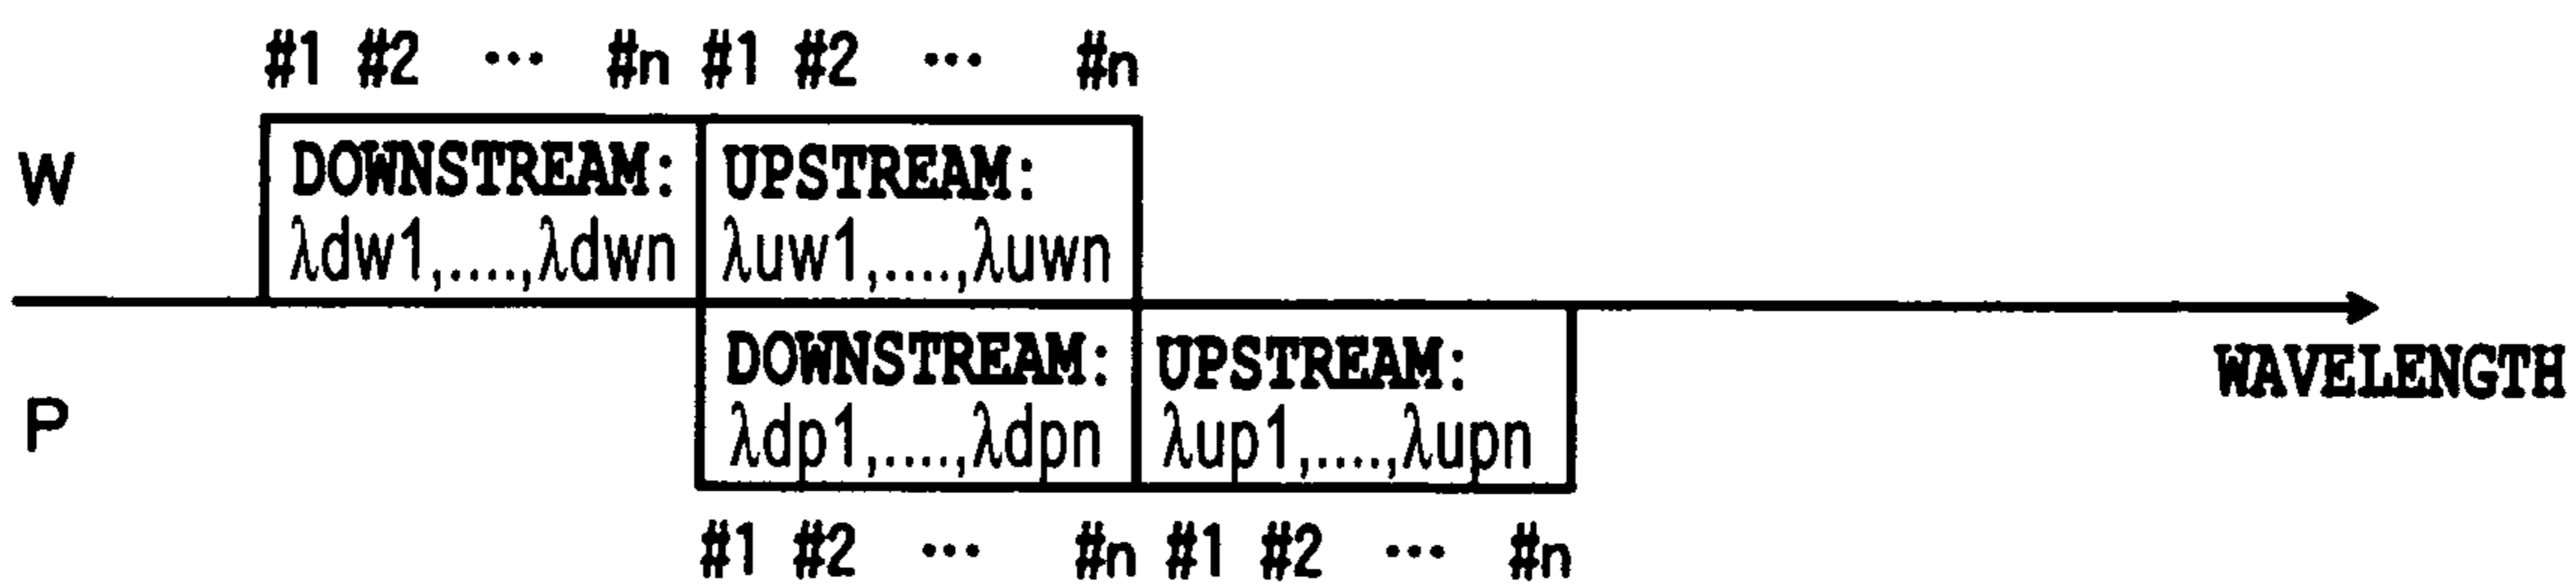 #1 #2 ··· #n #1 #2 ··· #n
W
DOWNSTREAM: UPSTREAM:
λdw1,....,λdwn λuw1,....,λuwn
WAVELENGTH
P
DOWNSTREAM: UPSTREAM:
λdp1,....,λdpn λup1,....,λupn
#1 #2 ··· #n #1 #2 ··· #n